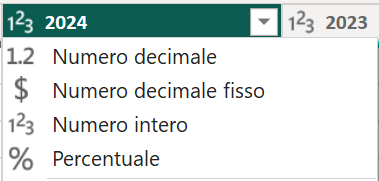 1²3 2024 1²3 2023
1.2 Numero decimale
$ Numero decimale fisso
1²3 Numero intero
% Percentuale